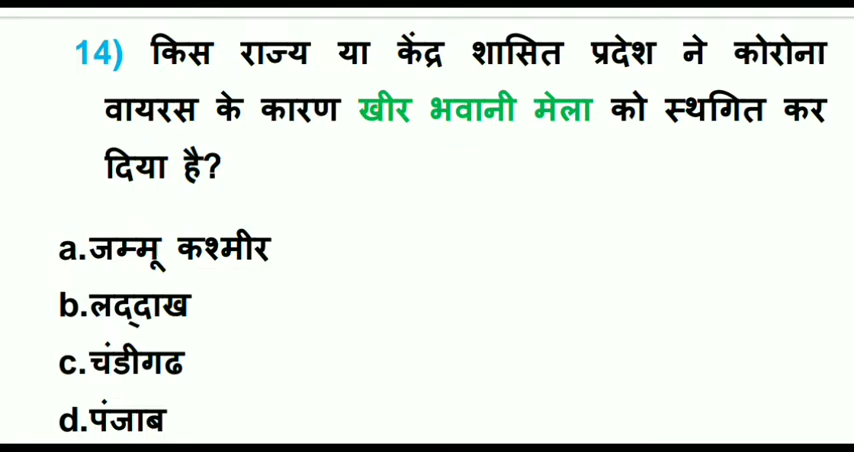 14) किस राज्य या केंद्र शासित प्रदेश ने कोरोना
वायरस के कारण खीर भवानी मेला को स्थगित कर
दिया है?
a.जम्मू कश्मीर
b.लद्दाख
c.चंडीगढ
d.पंजाब